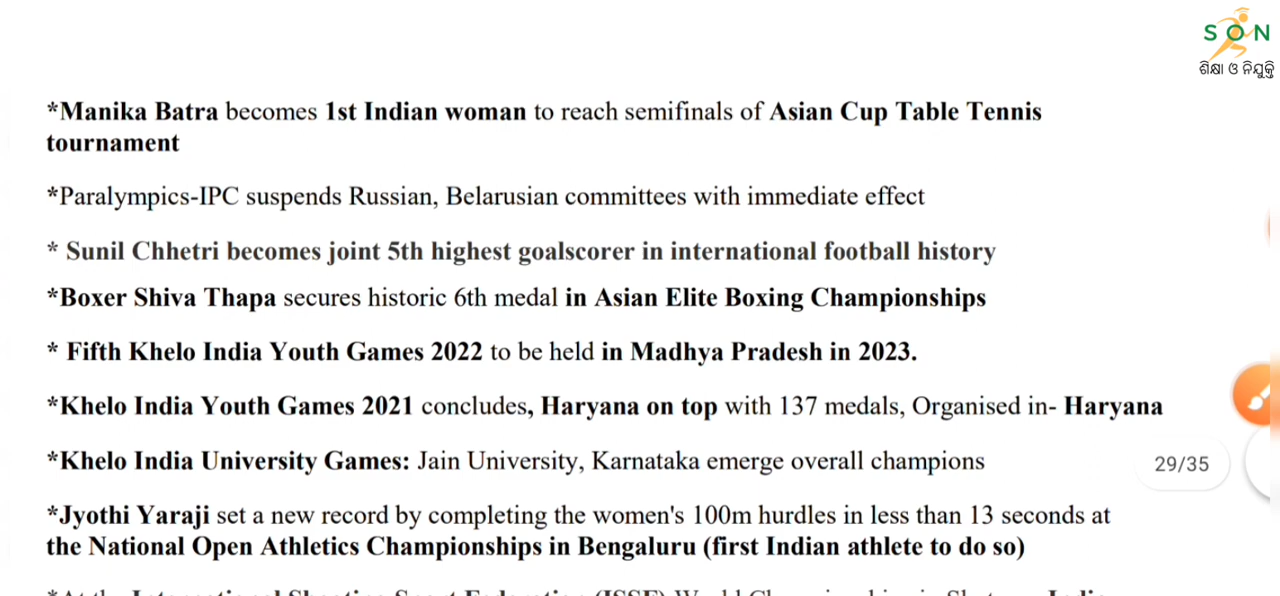 SON
ଶିକ୍ଷା ଓ ନିଯୁକ୍ତି
*Manika Batra becomes 1st Indian woman to reach semifinals of Asian Cup Table Tennis
tournament
*Paralympics-IPC suspends Russian, Belarusian committees with immediate effect
* Sunil Chhetri becomes joint 5th highest goalscorer in international football history
*Boxer Shiva Thapa secures historic 6th medal in Asian Elite Boxing Championships
* Fifth Khelo India Youth Games 2022 to be held in Madhya Pradesh in 2023.
*Khelo India Youth Games 2021 concludes, Haryana on top with 137 medals, Organised in- Haryana
*Khelo India University Games: Jain University, Karnataka emerge overall champions
29/35
*Jyothi Yaraji set a new record by completing the women's 100m hurdles in less than 13 seconds at
the National Open Athletics Championships in Bengaluru (first Indian athlete to do so)